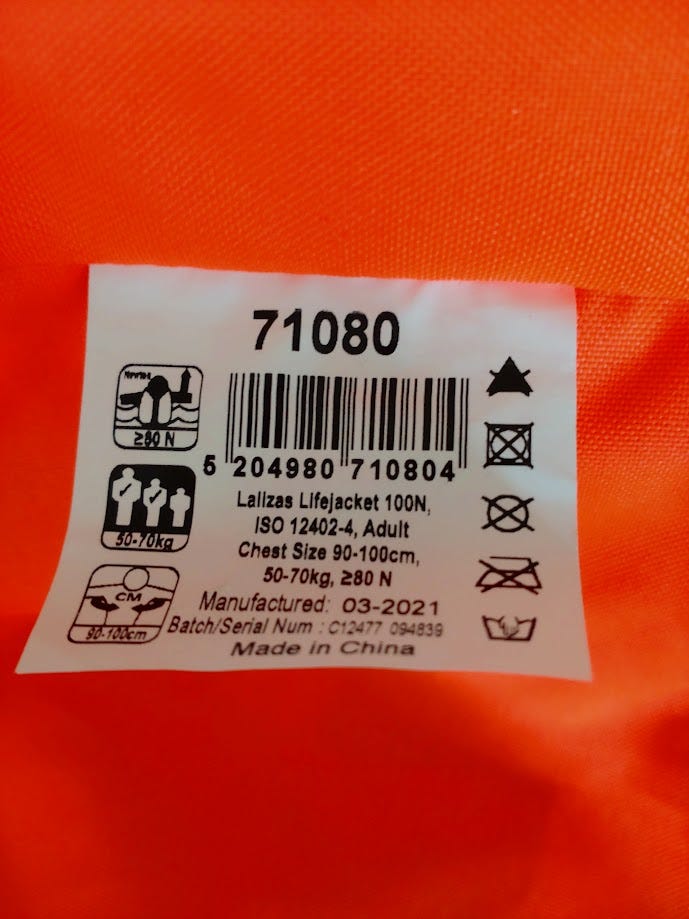 71080
≥80 N
5 204980 710804
50-70kg
Lalizas Lifejacket 100N,
ISO 12402-4, Adult
Chest Size 90-100cm,
50-70kg, ≥80 N
CM
90-100cm
Manufactured: 03-2021
Batch/Serial Num : C12477 094839
Made in China